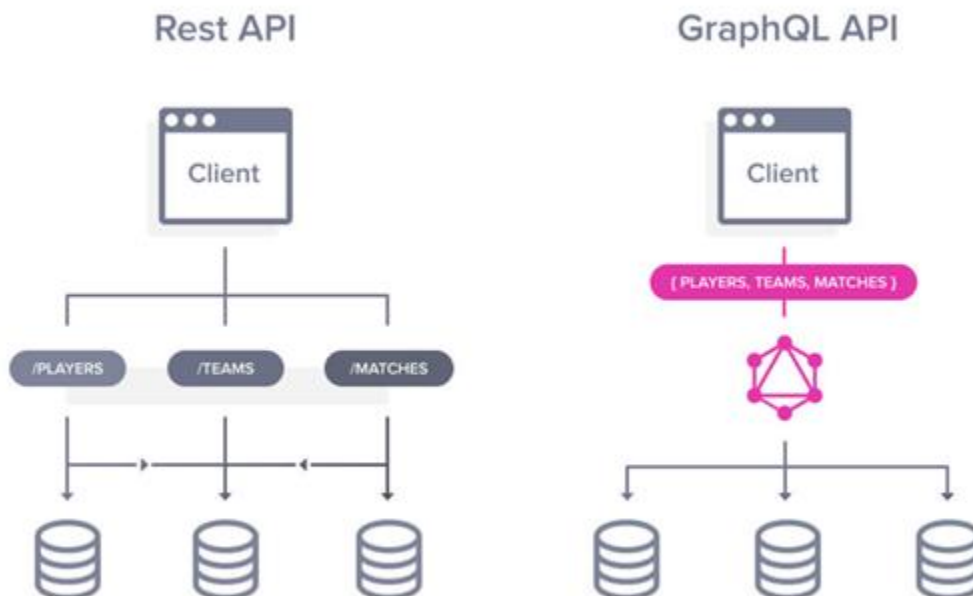 Rest API
GraphQL API
Client
Client
{ PLAYERS, TEAMS, MATCHES }
/PLAYERS
/TEAMS
/MATCHES